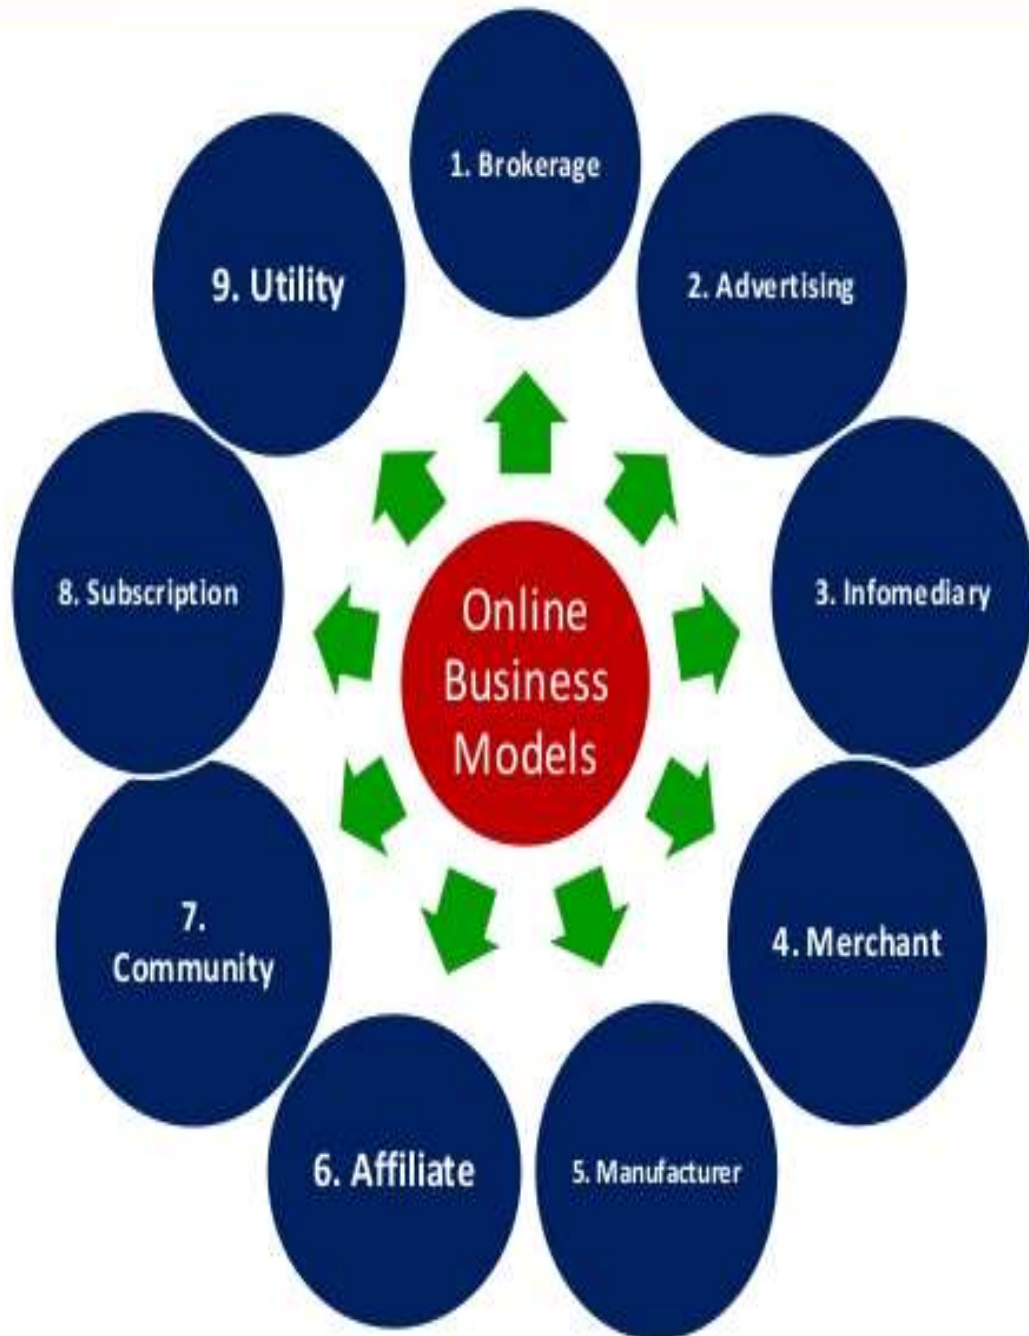 Online
Business
Models
1. Brokerage
2. Advertising
3. Infomediary
4. Merchant
5. Manufacturer
6. Affiliate
7.
Community
8. Subscription
9. Utility